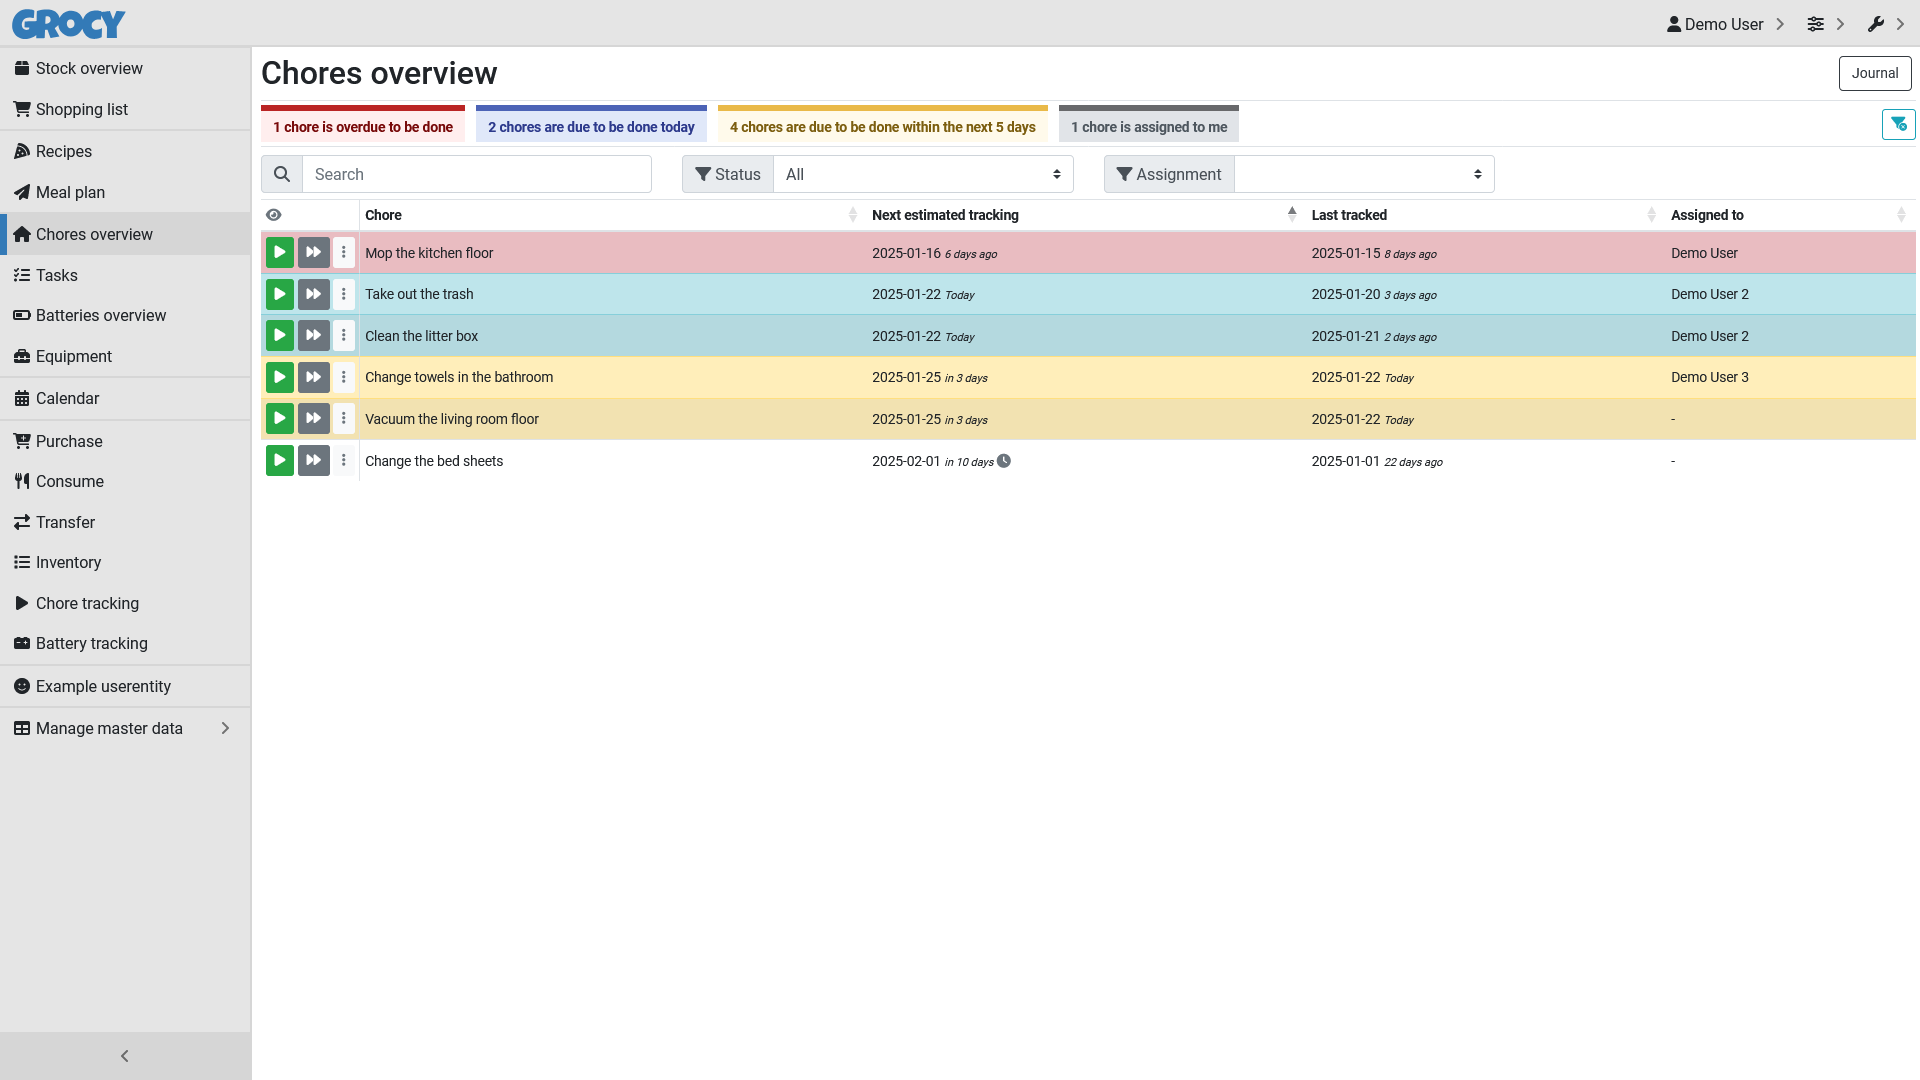 GROCY
Demo User
Stock overview
Shopping list
Recipes
Meal plan
Chores overview
Tasks
Batteries overview
Equipment
Calendar
Purchase
Consume
Transfer
Inventory
Chore tracking
Battery tracking
Example userentity
Manage master data
Chores overview
Journal
1 chore is overdue to be done
2 chores are due to be done today
4 chores are due to be done within the next 5 days
1 chore is assigned to me
Search
Status
All
Assignment
Chore Next estimated tracking Last tracked Assigned to
Mop the kitchen floor 2025-01-16 6 days ago 2025-01-15 8 days ago Demo User
Take out the trash 2025-01-22 Today 2025-01-20 3 days ago Demo User 2
Clean the litter box 2025-01-22 Today 2025-01-21 2 days ago Demo User 2
Change towels in the bathroom 2025-01-25 in 3 days 2025-01-22 Today Demo User 3
Vacuum the living room floor 2025-01-25 in 3 days 2025-01-22 Today -
Change the bed sheets 2025-02-01 in 10 days 2025-01-01 22 days ago -